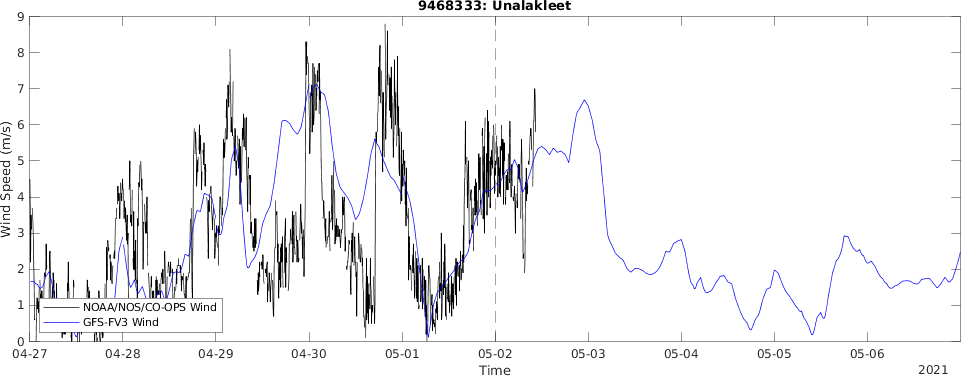 9468333: Unalakleet
9
8
7
6
5
4
3
2
1
0
Wind Speed (m/s)
NOAA/NOS/CO-OPS Wind
GFS-FV3 Wind
04-27 04-28 04-29 04-30 05-01 05-02 05-03 05-04 05-05 05-06
Time
2021